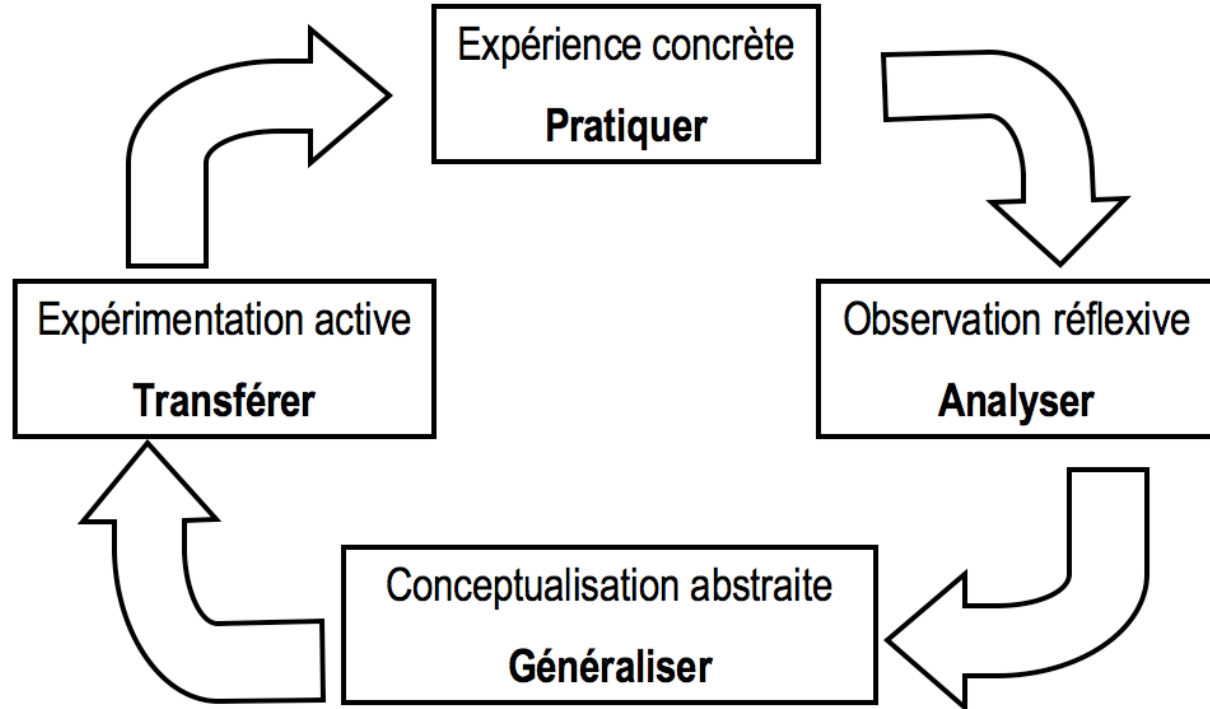 Expérience concrète
Pratiquer
Observation réflexive
Analyser
Conceptualisation abstraite
Généraliser
Expérimentation active
Transférer